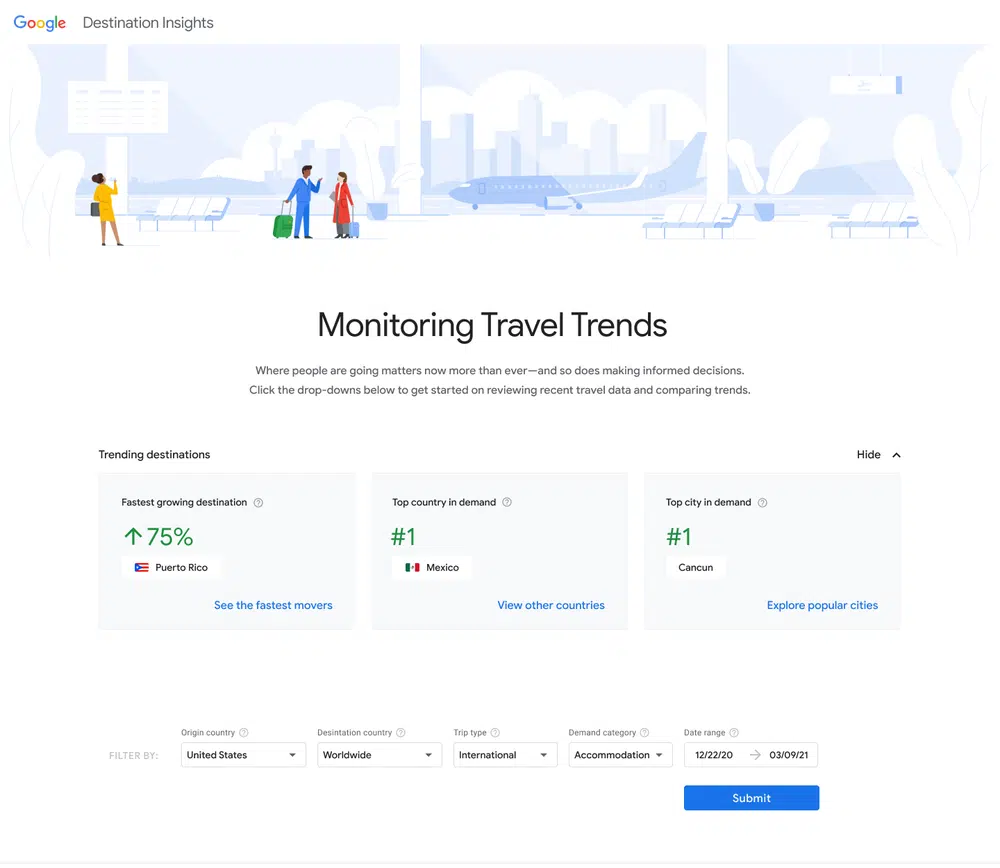 Google Destination Insights
Monitoring Travel Trends
Where people are going matters now more than ever—and so does making informed decisions.
Click the drop-downs below to get started on reviewing recent travel data and comparing trends.
Trending destinations
Hide
Fastest growing destination
75%
Puerto Rico
See the fastest movers
Top country in demand
#1
Mexico
View other countries
Top city in demand
#1
Cancun
Explore popular cities
FILTER BY:
Origin country
United States
Desintation country
Worldwide
Trip type
International
Demand category
Accommodation
Date range
12/22/20 → 03/09/21
Submit